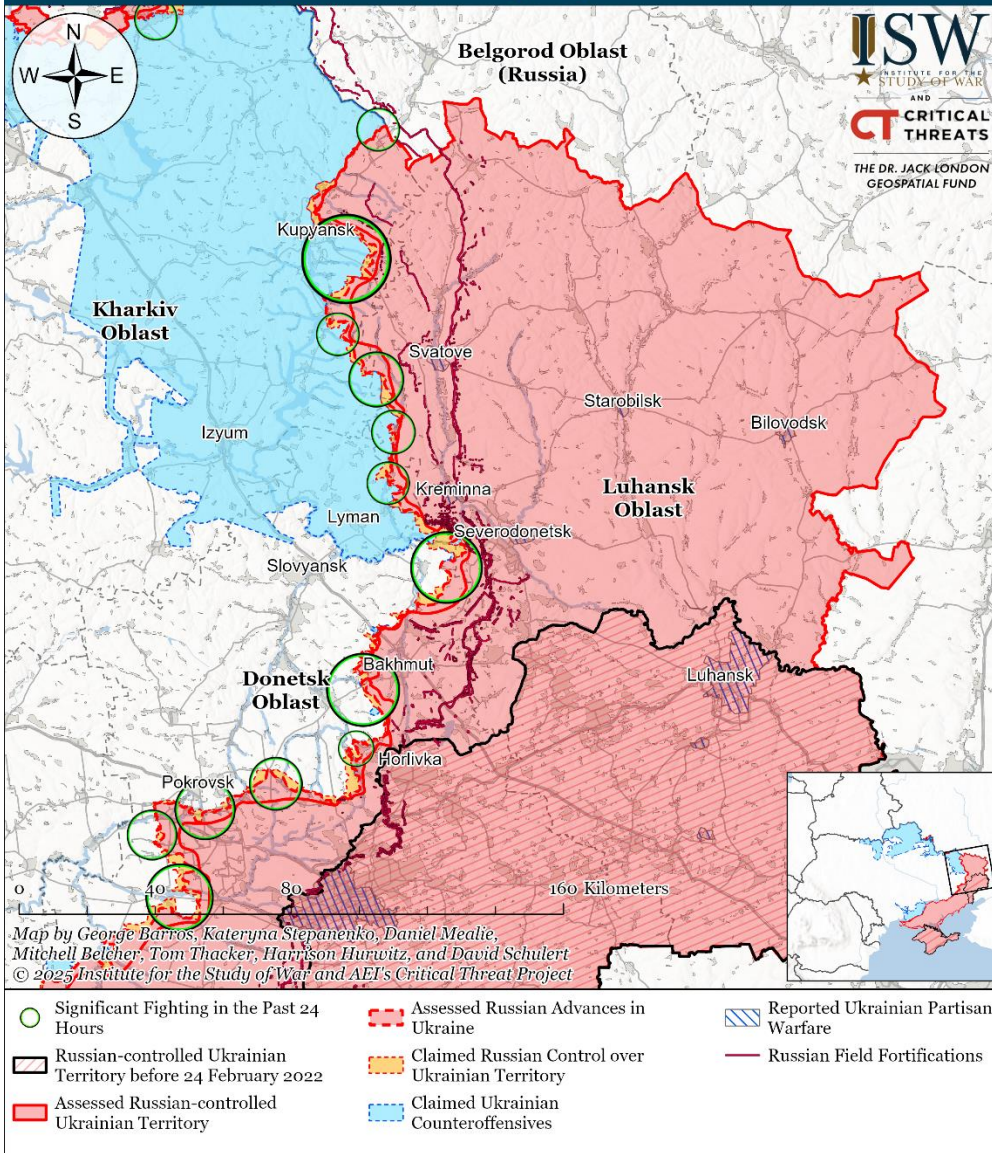 N
W
E
S
Belgorod Oblast
(Russia)
ISW
INSTITUTE FOR THE
STUDY OF WAR
AND
CT CRITICAL
THREATS
THE DR. JACK LONDON
GEOSPATIAL FUND
Kupyansk
Kharkiv
Oblast
Svatove
Starobilsk
Bilovodsk
Izyum
Kreminna
Luhansk
Oblast
Lyman
Severodonetsk
Slovyansk
Bakhmut
Donetsk
Oblast
Luhansk
Horlivka
Pokrovsk
0 40 80 160 Kilometers
Map by George Barros, Kateryna Stepanenko, Daniel Mealie,
Mitchell Belcher, Tom Thacker, Harrison Hurwitz, and David Schulert
© 2025 Institute for the Study of War and AEI's Critical Threat Project
Significant Fighting in the Past 24
Hours
Russian-controlled Ukrainian
Territory before 24 February 2022
Assessed Russian-controlled
Ukrainian Territory
Assessed Russian Advances in
Ukraine
Claimed Russian Control over
Ukrainian Territory
Claimed Ukrainian
Counteroffensives
Reported Ukrainian Partisan
Warfare
Russian Field Fortifications